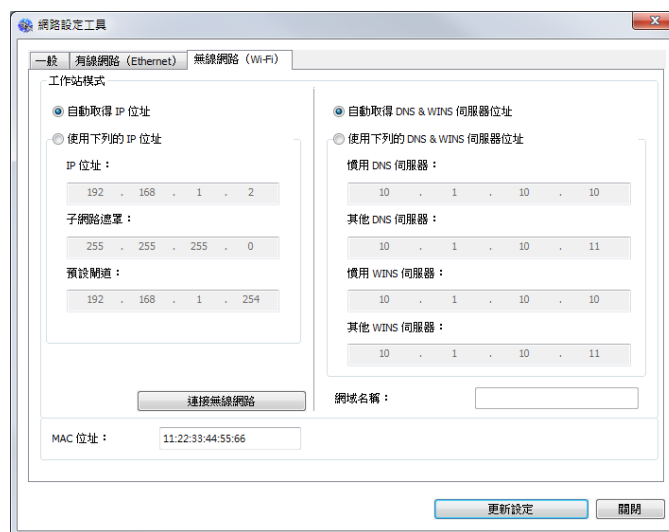 網路設定工具
一般
有線網路（Ethernet）
無線網路（Wi-Fi）
工作站模式
自動取得 IP 位址
使用下列的 IP 位址
IP 位址：
192 . 168 . 1 . 2
子網路遮罩：
255 . 255 . 255 . 0
預設閘道：
192 . 168 . 1 . 254
連接無線網路
自動取得 DNS & WINS 伺服器位址
使用下列的 DNS & WINS 伺服器位址
慣用 DNS 伺服器：
10 . 1 . 10 . 10
其他 DNS 伺服器：
10 . 1 . 10 . 11
慣用 WINS 伺服器：
10 . 1 . 10 . 10
其他 WINS 伺服器：
10 . 1 . 10 . 11
網域名稱：
MAC 位址：
11:22:33:44:55:66
更新設定
關閉